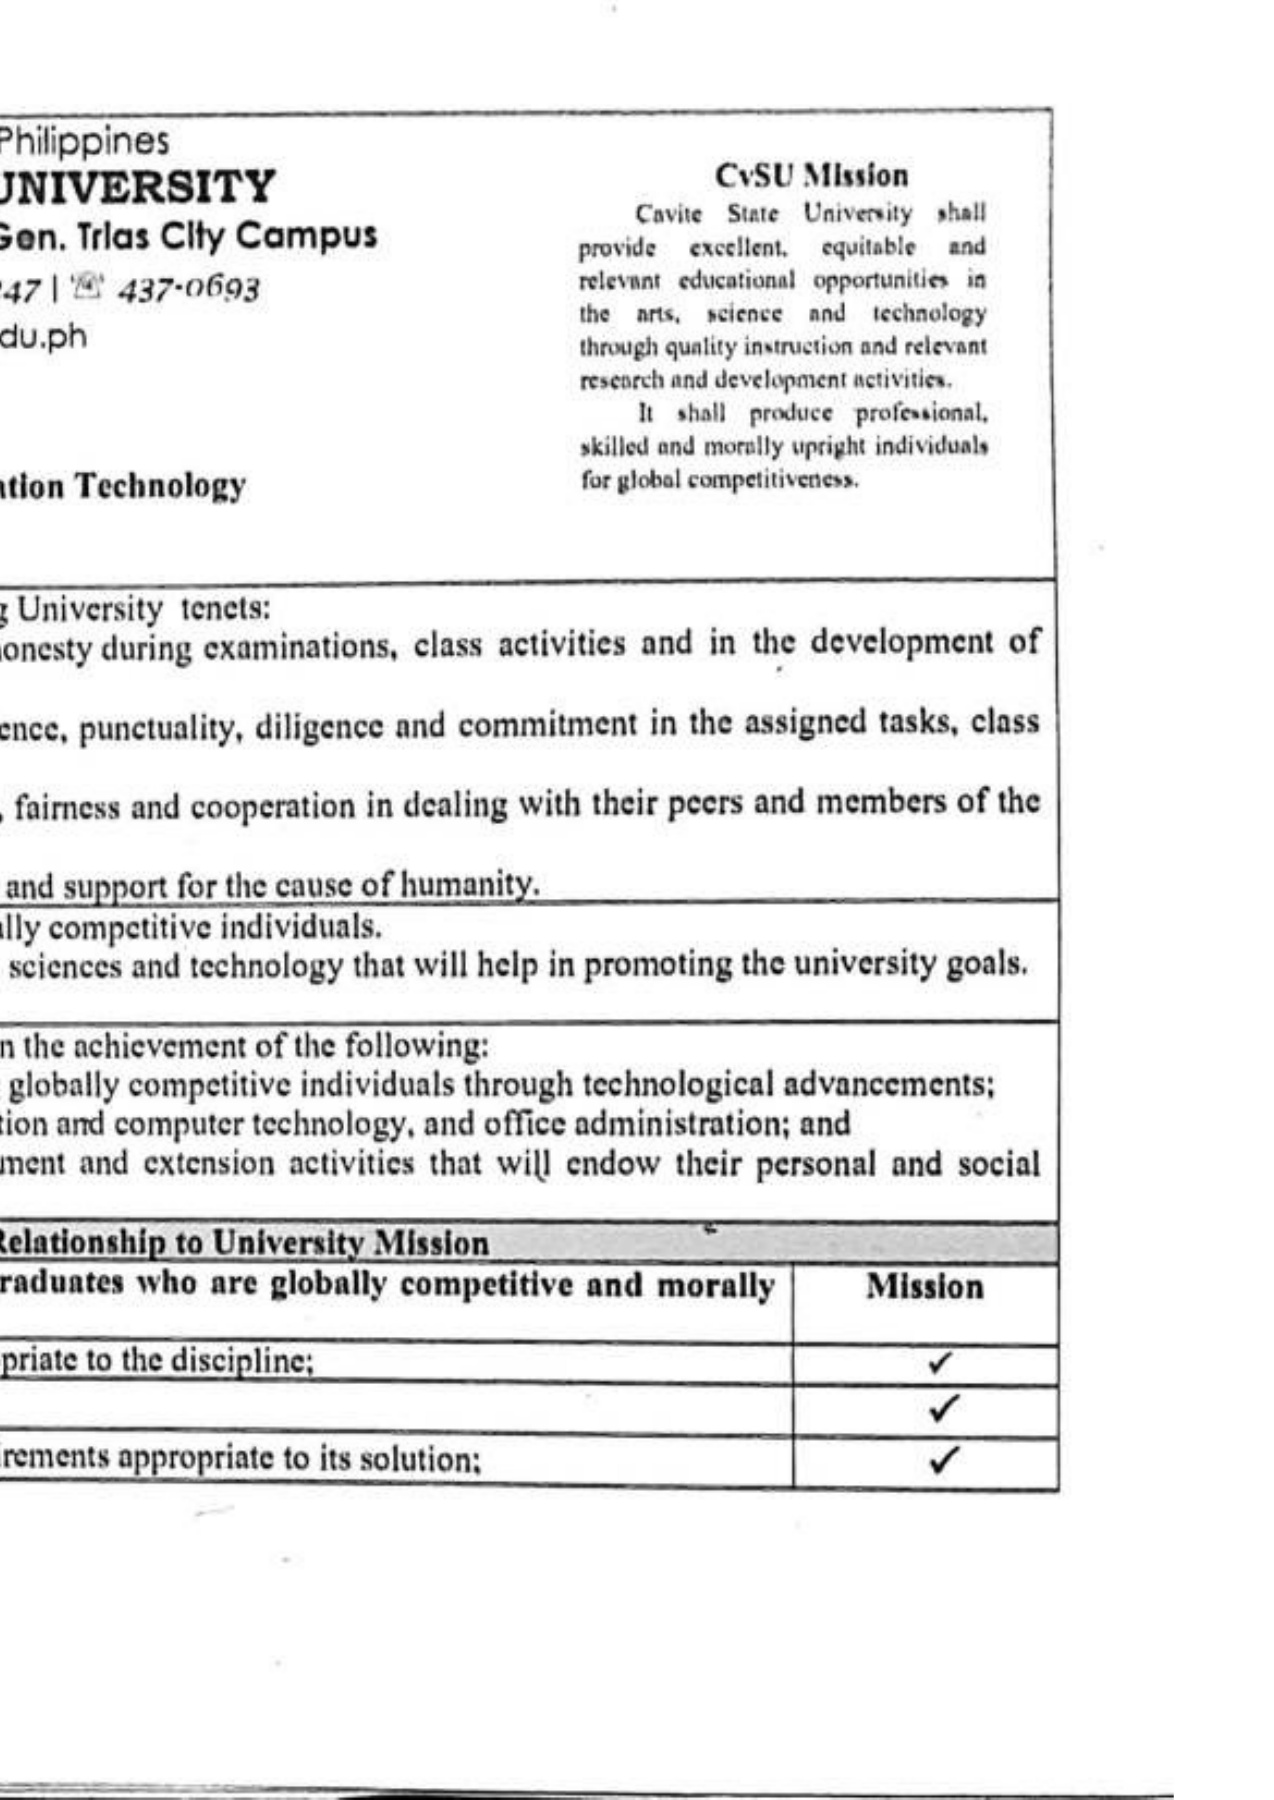 Philippines
UNIVERSITY
Gen. Trias City Campus
247 | ☏ 437-0693
du.ph
ation Technology
CvSU Mission
Cavite State University shall
provide excellent, equitable and
relevant educational opportunities in
the arts, science and technology
through quality instruction and relevant
research and development activities.
It shall produce professional,
skilled and morally upright individuals
for global competitiveness.
g University tenets:
onesty during examinations, class activities and in the development of
ence, punctuality, diligence and commitment in the assigned tasks, class
, fairness and cooperation in dealing with their peers and members of the
and support for the cause of humanity.
ally competitive individuals.
sciences and technology that will help in promoting the university goals.
n the achievement of the following:
globally competitive individuals through technological advancements;
tion and computer technology, and office administration; and
ment and extension activities that will endow their personal and social
Relationship to University Mission
raduates who are globally competitive and morally
Mission
priate to the discipline; ✓
✓
irements appropriate to its solution; ✓